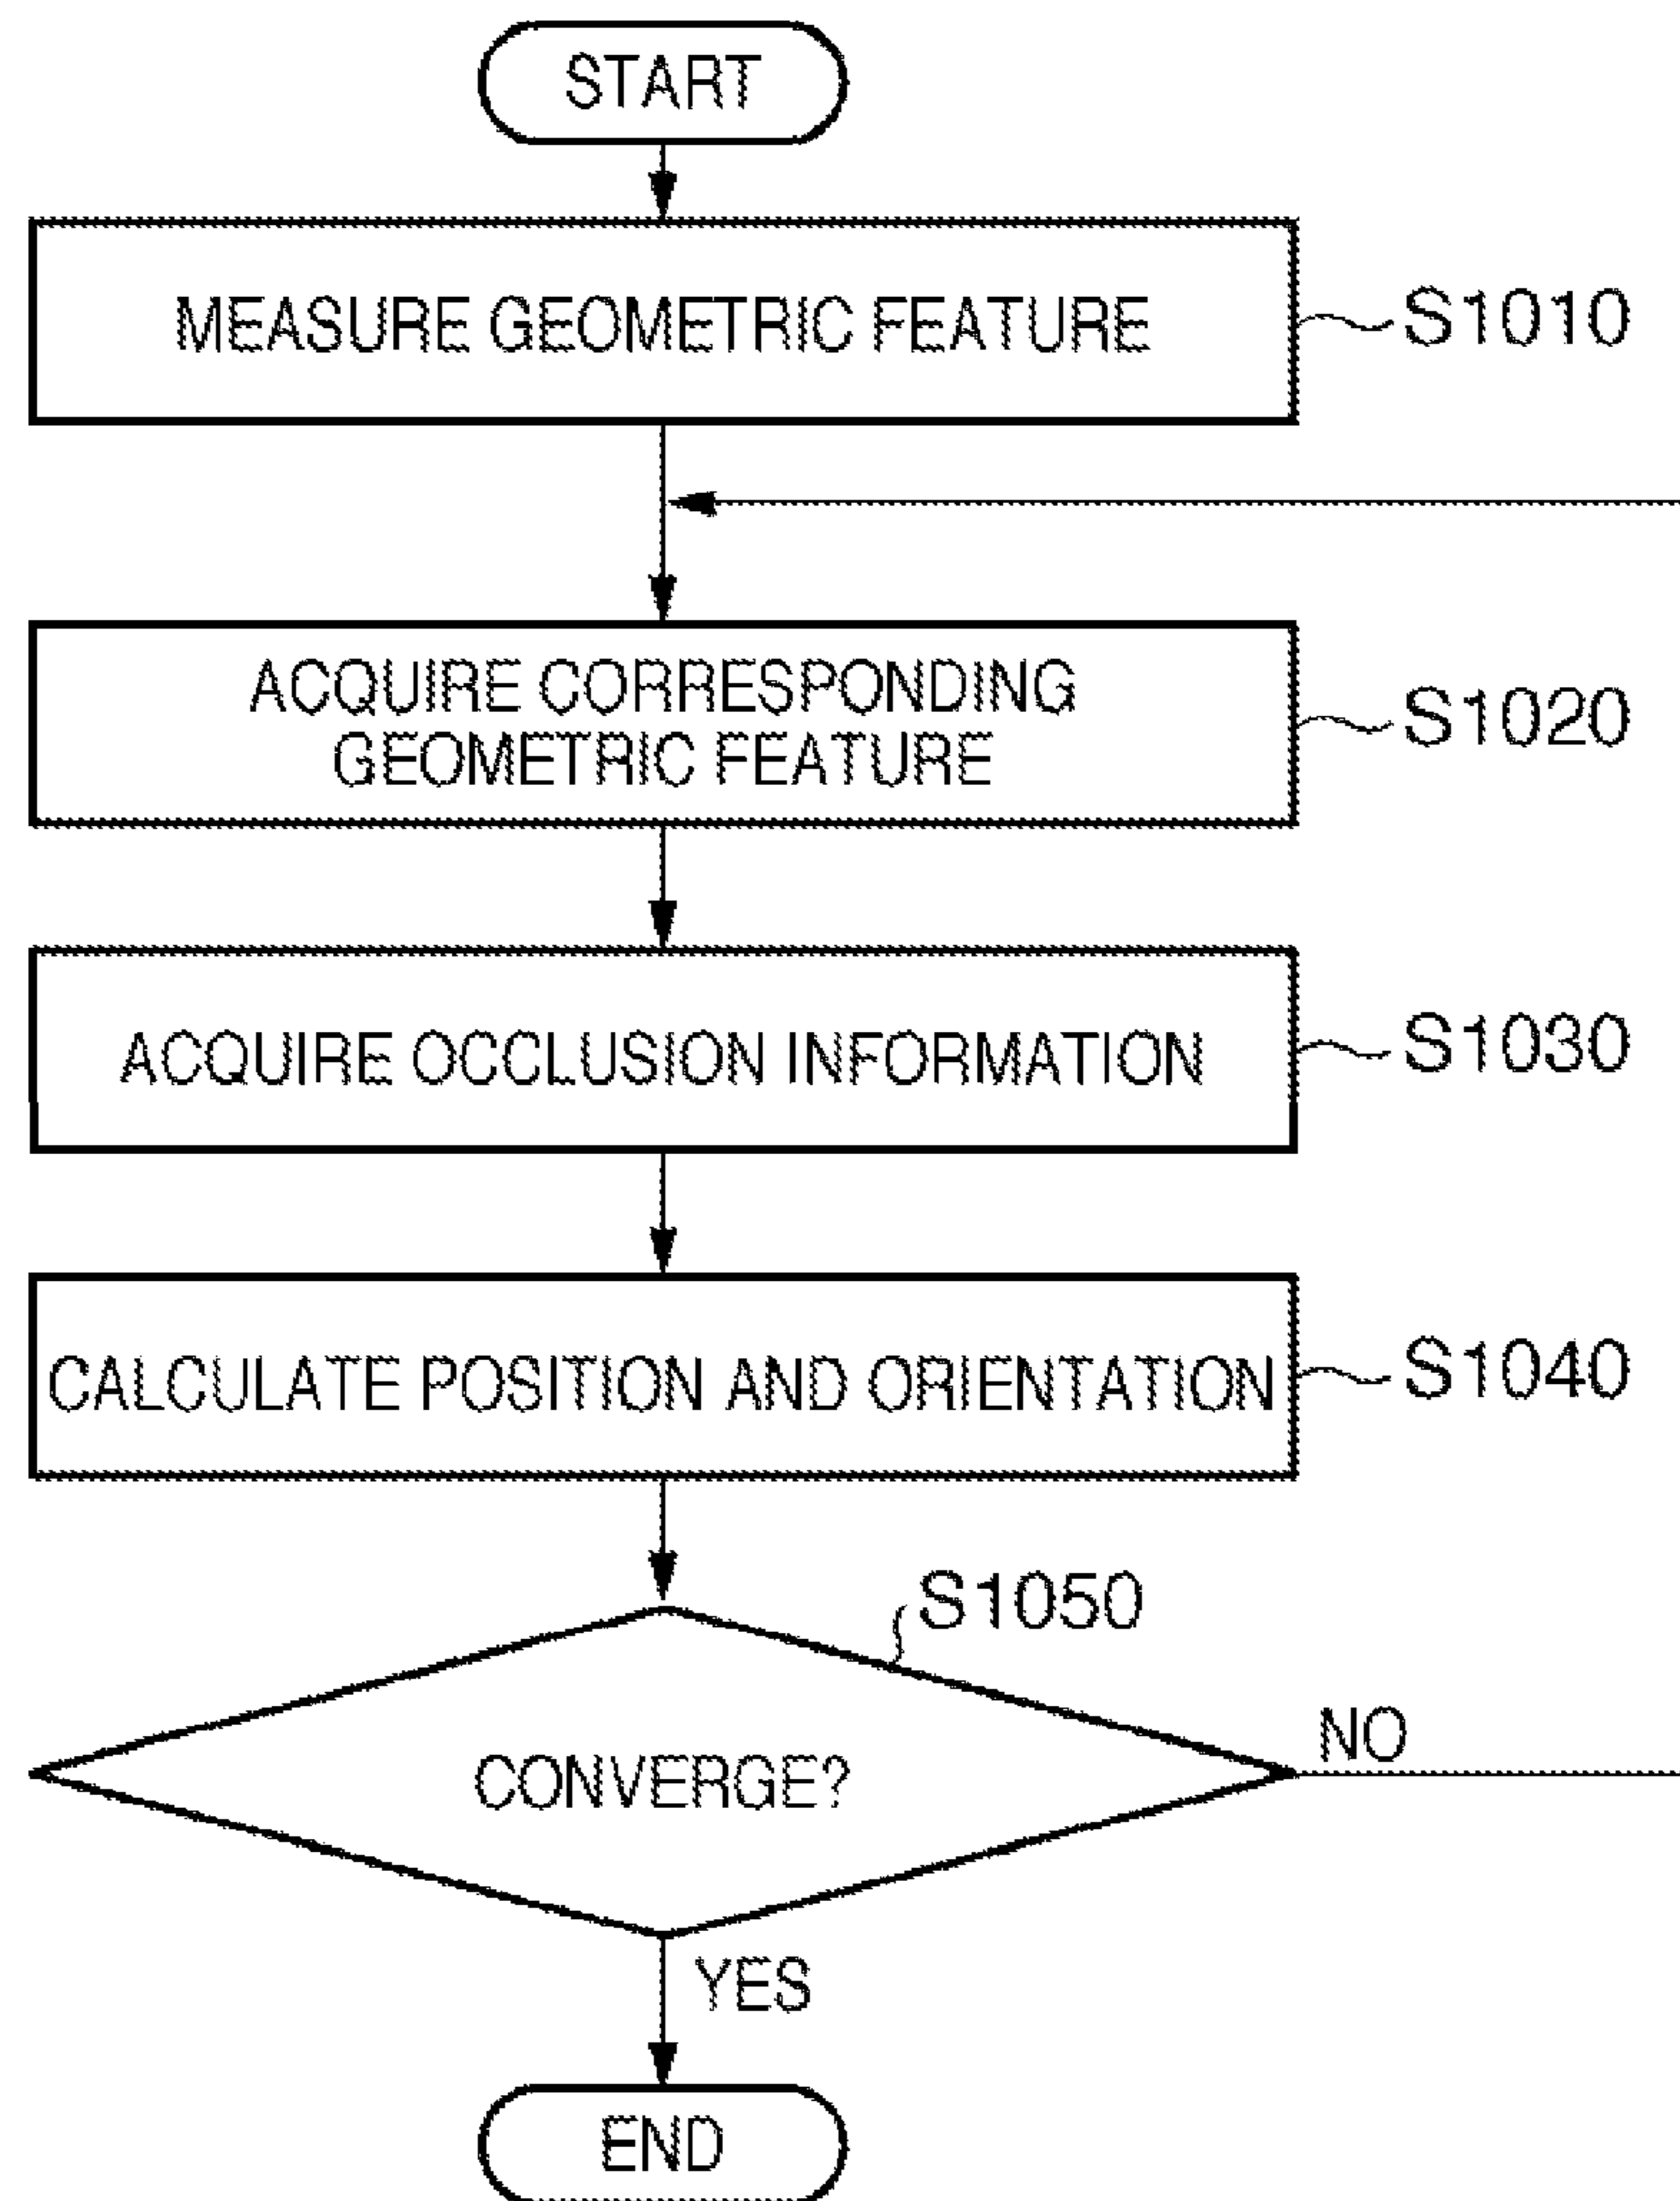 START
MEASURE GEOMETRIC FEATURE
S1010
ACQUIRE CORRESPONDING
GEOMETRIC FEATURE
S1020
ACQUIRE OCCLUSION INFORMATION
S1030
CALCULATE POSITION AND ORIENTATION
S1040
S1050
CONVERGE?
NO
YES
END